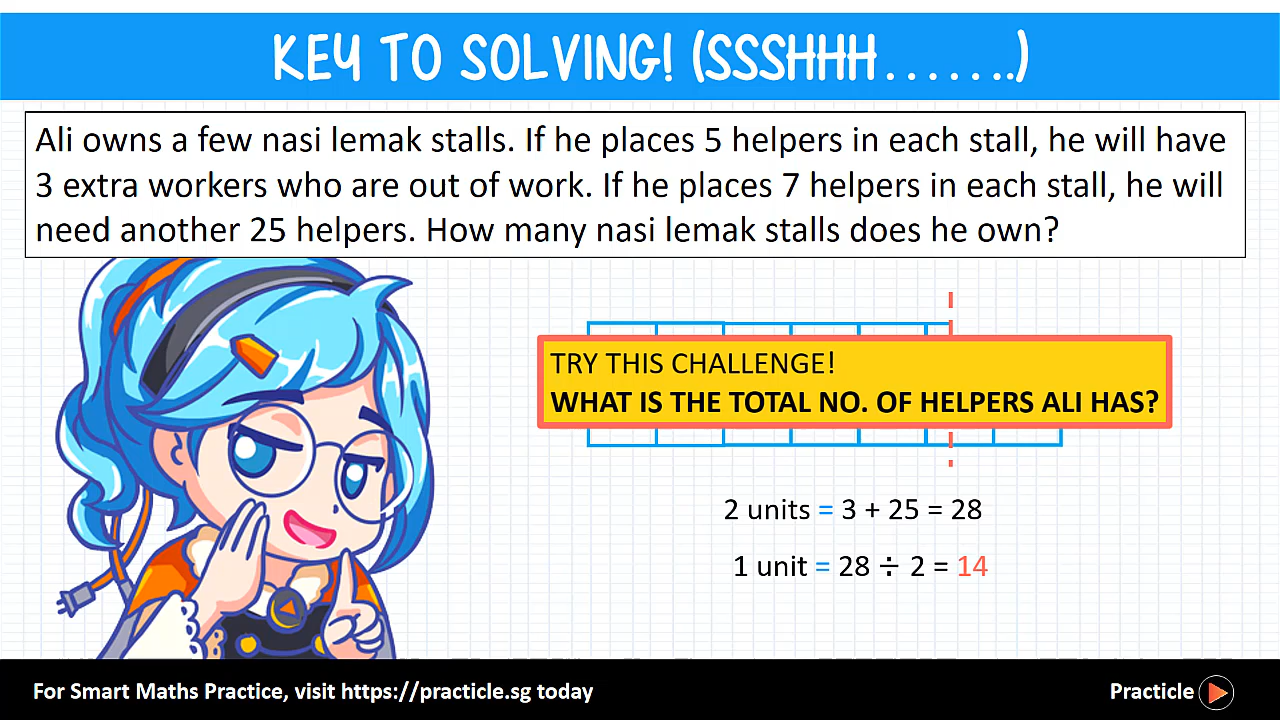 KEY TO SOLVING! (SSSHHH.......)
Ali owns a few nasi lemak stalls. If he places 5 helpers in each stall, he will have
3 extra workers who are out of work. If he places 7 helpers in each stall, he will
need another 25 helpers. How many nasi lemak stalls does he own?
TRY THIS CHALLENGE!
WHAT IS THE TOTAL NO. OF HELPERS ALI HAS?
2 units = 3 + 25 = 28
1 unit = 28 ÷ 2 = 14
For Smart Maths Practice, visit https://practicle.sg today
Practicle